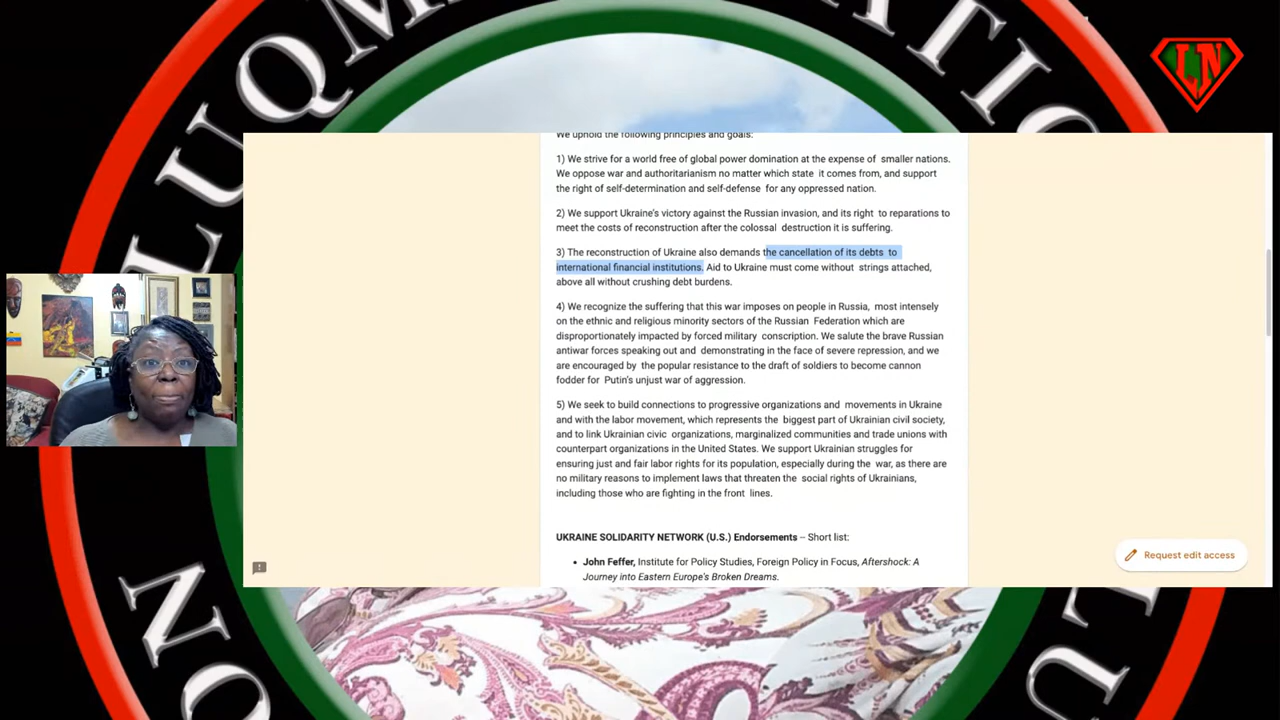 LUQM
ATIO
LN
We uphold the following principles and goals:
1) We strive for a world free of global power domination at the expense of smaller nations.
We oppose war and authoritarianism no matter which state it comes from, and support
the right of self-determination and self-defense for any oppressed nation.
2) We support Ukraine's victory against the Russian invasion, and its right to reparations to
meet the costs of reconstruction after the colossal destruction it is suffering.
3) The reconstruction of Ukraine also demands the cancellation of its debts to
international financial institutions. Aid to Ukraine must come without strings attached,
above all without crushing debt burdens.
4) We recognize the suffering that this war imposes on people in Russia, most intensely
on the ethnic and religious minority sectors of the Russian Federation which are
disproportionately impacted by forced military conscription. We salute the brave Russian
antiwar forces speaking out and demonstrating in the face of severe repression, and we
are encouraged by the popular resistance to the draft of soldiers to become cannon
fodder for Putin's unjust war of aggression.
5) We seek to build connections to progressive organizations and movements in Ukraine
and with the labor movement, which represents the biggest part of Ukrainian civil society,
and to link Ukrainian civic organizations, marginalized communities and trade unions with
counterpart organizations in the United States. We support Ukrainian struggles for
ensuring just and fair labor rights for its population, especially during the war, as there are
no military reasons to implement laws that threaten the social rights of Ukrainians,
including those who are fighting in the front lines.
UKRAINE SOLIDARITY NETWORK (U.S.) Endorsements – Short list:
• John Feffer, Institute for Policy Studies, Foreign Policy in Focus, Aftershock: A
Journey into Eastern Europe's Broken Dreams.
Request edit access